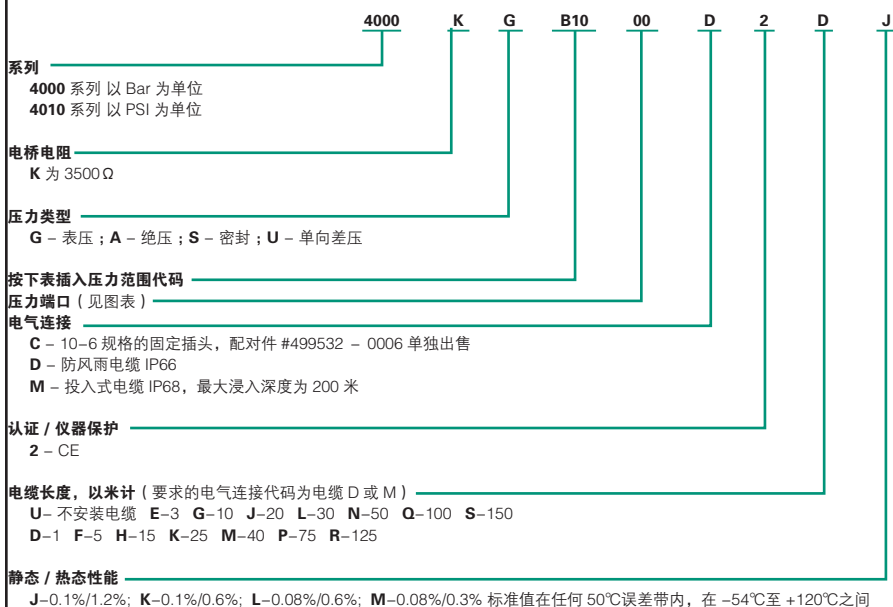 4000 K G B10 00 D 2 D J
系列
4000 系列 以 Bar 为单位
4010 系列 以 PSI 为单位
电桥电阻
K 为 3500Ω
压力类型
G – 表压 ; A – 绝压 ; S – 密封 ; U – 单向差压
按下表插入压力范围代码
压力端口 ( 见图表 )
电气连接
C – 10–6 规格的固定插头，配对件 #499532 – 0006 单独出售
D – 防风雨电缆 IP66
M – 投入式电缆 IP68，最大浸入深度为 200 米
认证 / 仪器保护
2 – CE
电缆长度，以米计 ( 要求的电气连接代码为电缆 D 或 M )
U– 不安装电缆 E–3 G–10 J–20 L–30 N–50 Q–100 S–150
D–1 F–5 H–15 K–25 M–40 P–75 R–125
静态 / 热态性能
J–0.1%/1.2%; K–0.1%/0.6%; L–0.08%/0.6%; M–0.08%/0.3% 标准值在任何 50℃误差带内，在 –54℃至 +120℃之间